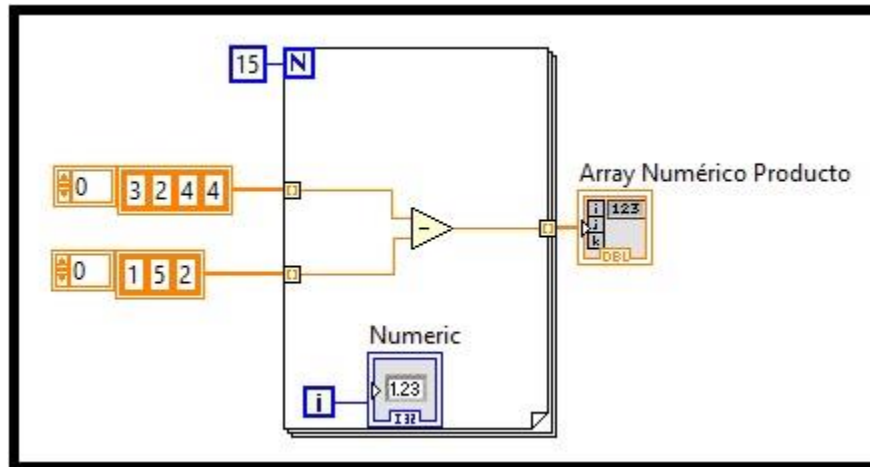 15 N
Array Numérico Producto
0 3 2 4 4
i 123
j
k
DBL
0 1 5 2
Numeric
1.23
i
I32